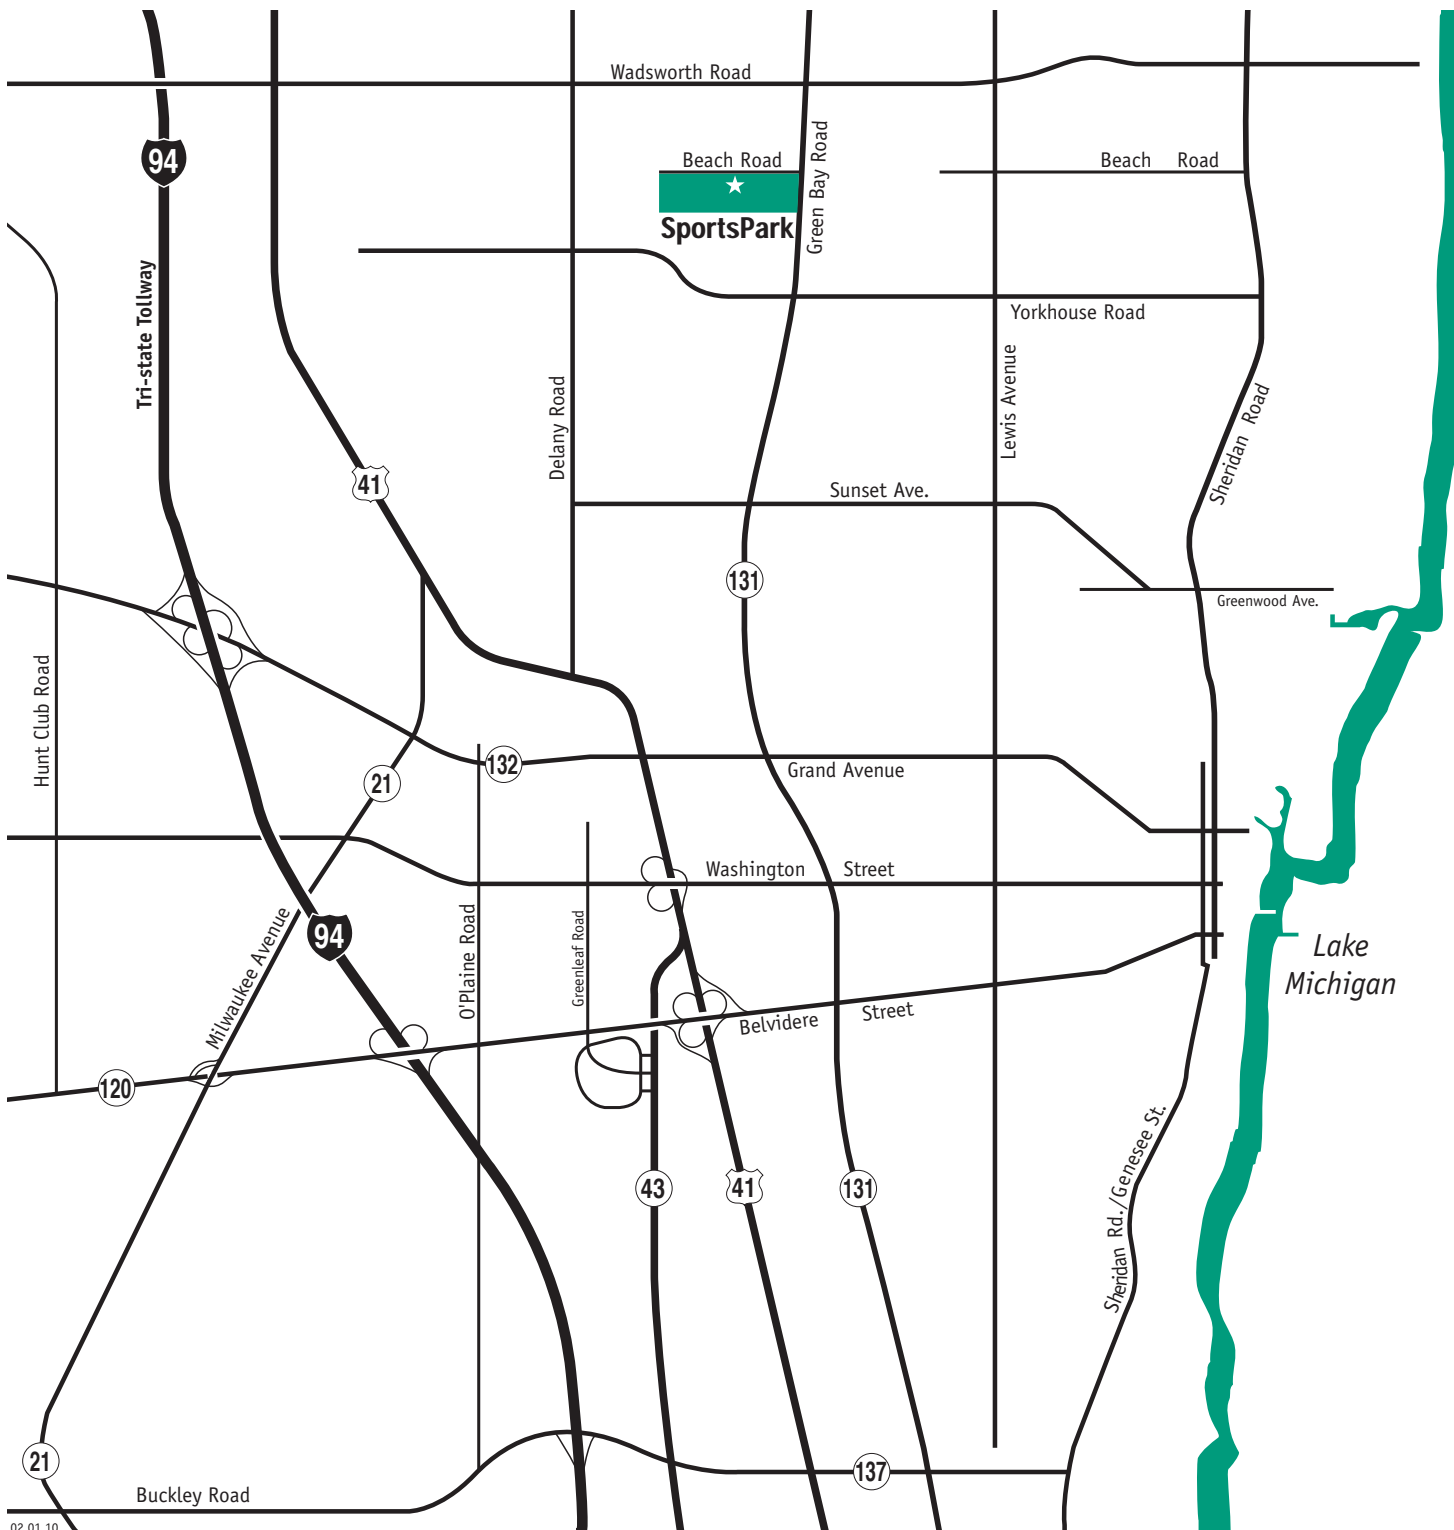 Wadsworth Road
94
Beach Road
Beach Road
Green Bay Road
SportsPark
Tri-state Tollway
Yorkhouse Road
Lewis Avenue
Delany Road
Sheridan Road
41
Sunset Ave.
131
Greenwood Ave.
Hunt Club Road
132
Grand Avenue
21
Washington Street
94
Milwaukee Avenue
O'Plaine Road
Greenleaf Road
Lake
Michigan
Belvidere Street
120
Sheridan Rd./Genesee St.
43
41
131
21
137
Buckley Road
02.01.10